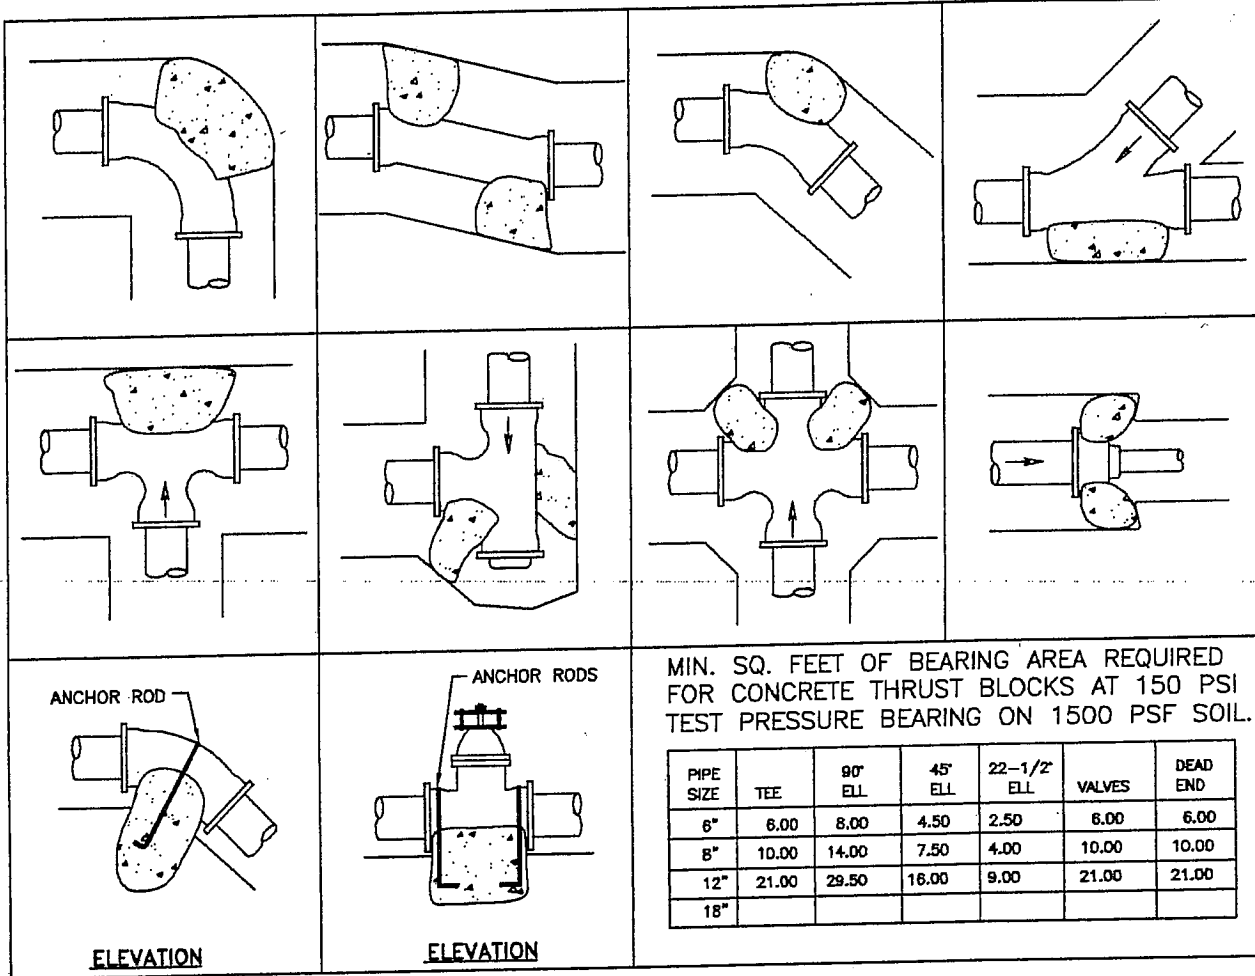 ANCHOR ROD
ELEVATION
ANCHOR RODS
ELEVATION
MIN. SQ. FEET OF BEARING AREA REQUIRED
FOR CONCRETE THRUST BLOCKS AT 150 PSI
TEST PRESSURE BEARING ON 1500 PSF SOIL.
PIPE SIZE TEE 90° ELL 45° ELL 22-1/2° ELL VALVES DEAD END
6" 6.00 8.00 4.50 2.50 6.00 6.00
8" 10.00 14.00 7.50 4.00 10.00 10.00
12" 21.00 29.50 16.00 9.00 21.00 21.00
18"